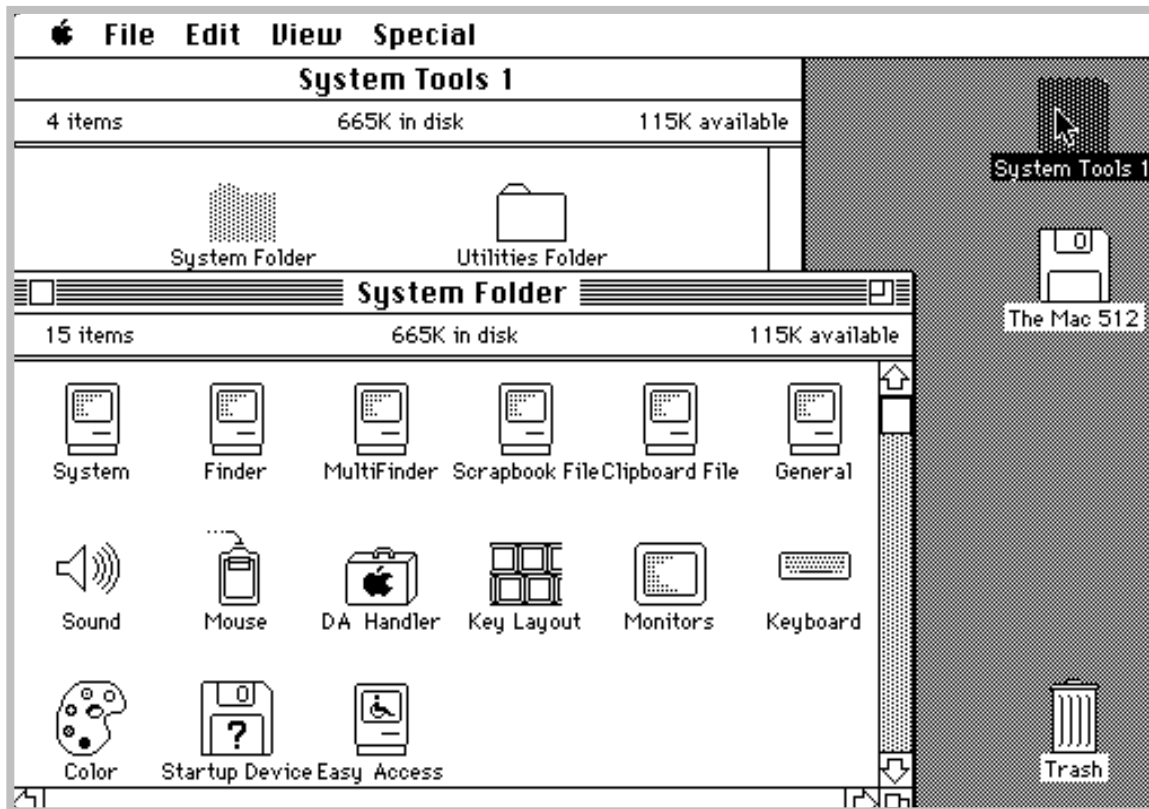 File Edit View Special
System Tools 1
4 items 665K in disk 115K available
System Tools 1
System Folder Utilities Folder
System Folder
The Mac 512
15 items 665K in disk 115K available
System Finder MultiFinder Scrapbook File Clipboard File General
Sound Mouse DA Handler Key Layout Monitors Keyboard
?
Color Startup Device Easy Access
Trash